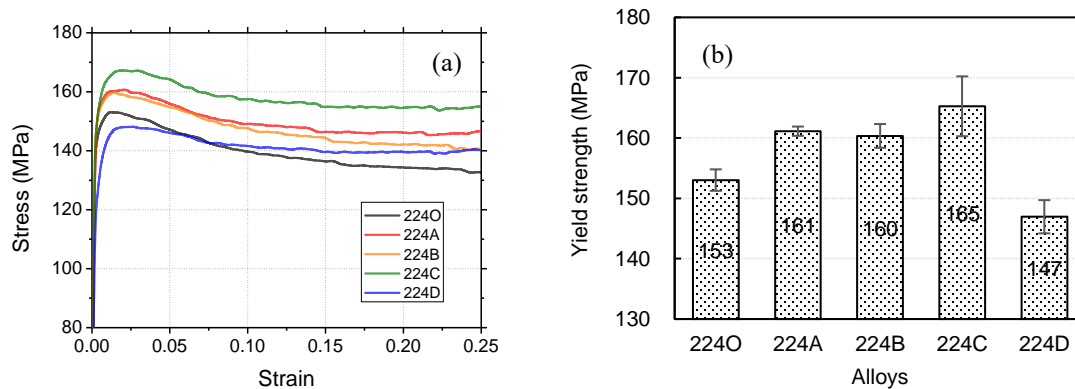 180
160
140
120
100
80
0.00 0.05 0.10 0.15 0.20 0.25
Stress (MPa)
Strain
(a)
224O
224A
224B
224C
224D
180
170
160
150
140
130
Yield strength (MPa)
(b)
153
161
160
165
147
224O 224A 224B 224C 224D
Alloys